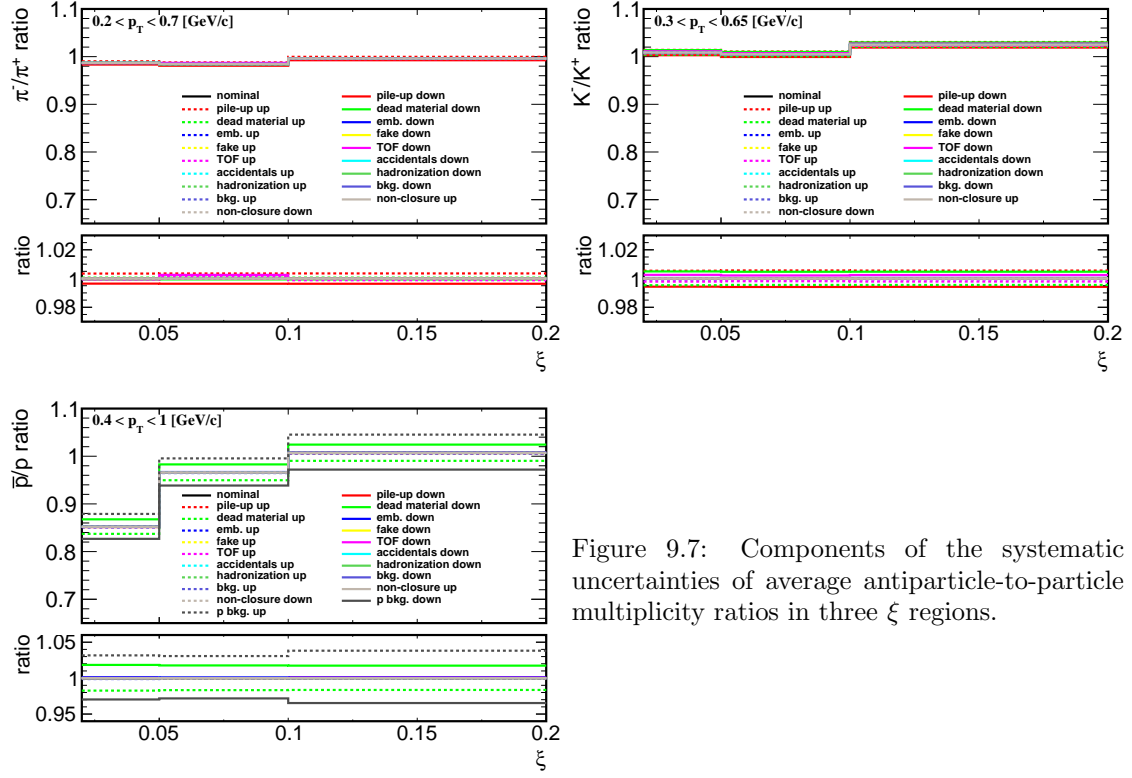 0.2 < p_T < 0.7 [GeV/c]
π⁻/π⁺ ratio
1.1
1
0.9
0.8
0.7
nominal
pile-up up
dead material up
emb. up
fake up
TOF up
accidentals up
hadronization up
bkg. up
non-closure down
pile-up down
dead material down
emb. down
fake down
TOF down
accidentals down
hadronization down
bkg. down
non-closure up
ratio
1.02
1
0.98
0.05 0.1 0.15 0.2
ξ
0.3 < p_T < 0.65 [GeV/c]
K⁻/K⁺ ratio
1.1
1
0.9
0.8
0.7
nominal
pile-up up
dead material up
emb. up
fake up
TOF up
accidentals up
hadronization up
bkg. up
non-closure down
pile-up down
dead material down
emb. down
fake down
TOF down
accidentals down
hadronization down
bkg. down
non-closure up
ratio
1.02
1
0.98
0.05 0.1 0.15 0.2
ξ
0.4 < p_T < 1 [GeV/c]
p̅/p ratio
1.1
1
0.9
0.8
0.7
nominal
pile-up up
dead material up
emb. up
fake up
TOF up
accidentals up
hadronization up
bkg. up
non-closure down
p bkg. up
pile-up down
dead material down
emb. down
fake down
TOF down
accidentals down
hadronization down
bkg. down
non-closure up
p bkg. down
ratio
1.05
1
0.95
0.05 0.1 0.15 0.2
ξ
Figure 9.7: Components of the systematic
uncertainties of average antiparticle-to-particle
multiplicity ratios in three ξ regions.